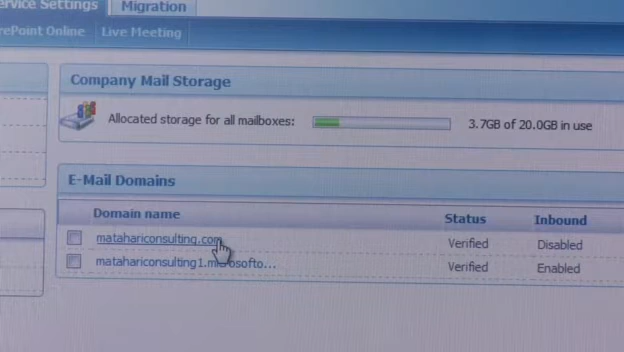 ervice Settings Migration
rePoint Online Live Meeting
Company Mail Storage
Allocated storage for all mailboxes: 3.7GB of 20.0GB in use
E-Mail Domains
Domain name Status Inbound
matahariconsulting.com Verified Disabled
matahariconsulting1.microsofto... Verified Enabled